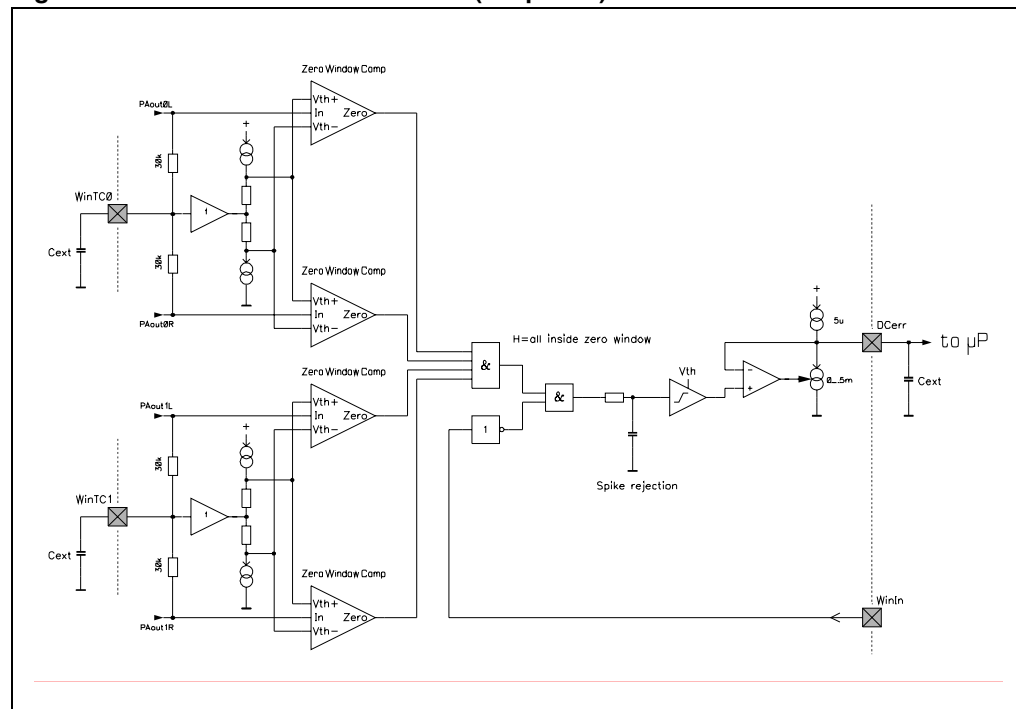 Zero Window Comp
PAout0L
Vth+
In Zero
Vth-
+
30k
WinTC0
1
Cext
30k
Zero Window Comp
Vth+
In Zero
Vth-
PAout0R
H=all inside zero window
&
+
5u
DCerr
to µP
Zero Window Comp
Vth
-
+
0...5m
Cext
PAout1L
Vth+
In Zero
Vth-
&
1
+
30k
Spike rejection
WinTC1
1
Cext
30k
Zero Window Comp
Vth+
In Zero
Vth-
PAout1R
WinIn